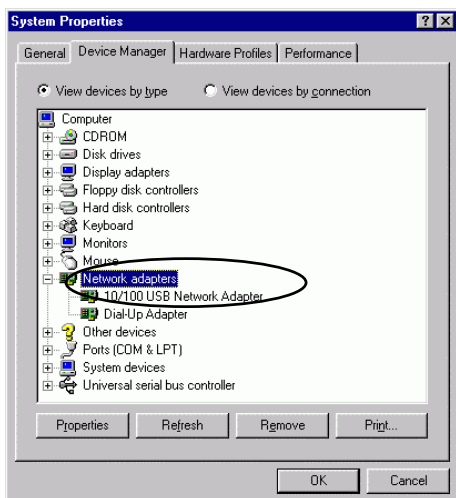 System Properties
General Device Manager Hardware Profiles Performance
View devices by type View devices by connection
Computer
CDROM
Disk drives
Display adapters
Floppy disk controllers
Hard disk controllers
Keyboard
Monitors
Mouse
Network adapters
10/100 USB Network Adapter
Dial-Up Adapter
Other devices
Ports (COM & LPT)
System devices
Universal serial bus controller
Properties Refresh Remove Print...
OK Cancel